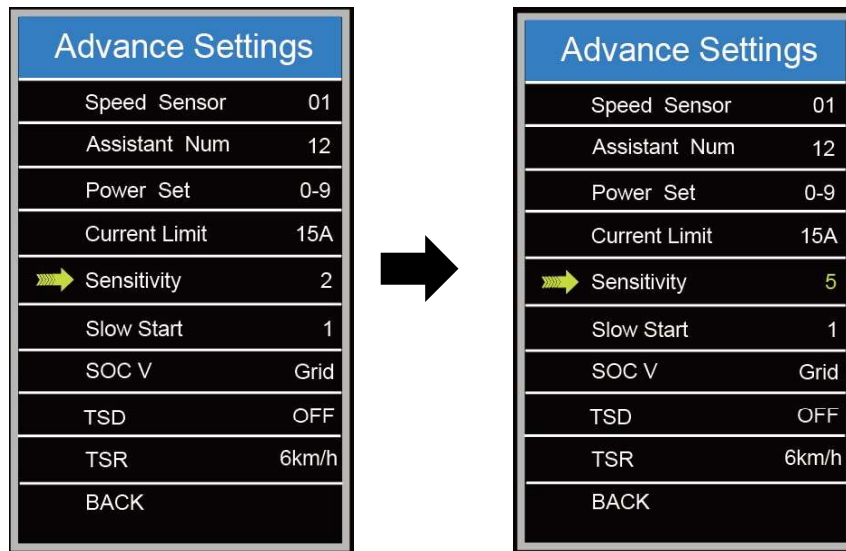 Advance Settings
Speed Sensor 01
Assistant Num 12
Power Set 0-9
Current Limit 15A
Sensitivity 2
Slow Start 1
SOC V Grid
TSD OFF
TSR 6km/h
BACK
Advance Settings
Speed Sensor 01
Assistant Num 12
Power Set 0-9
Current Limit 15A
Sensitivity 5
Slow Start 1
SOC V Grid
TSD OFF
TSR 6km/h
BACK